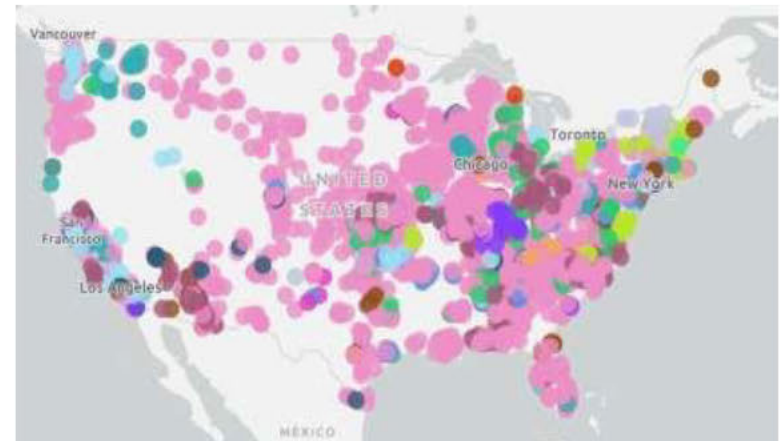 Vancouver
Toronto
Chicago
UNITED
STATES
New York
San
Francisco
Los Angeles
MÉXICO